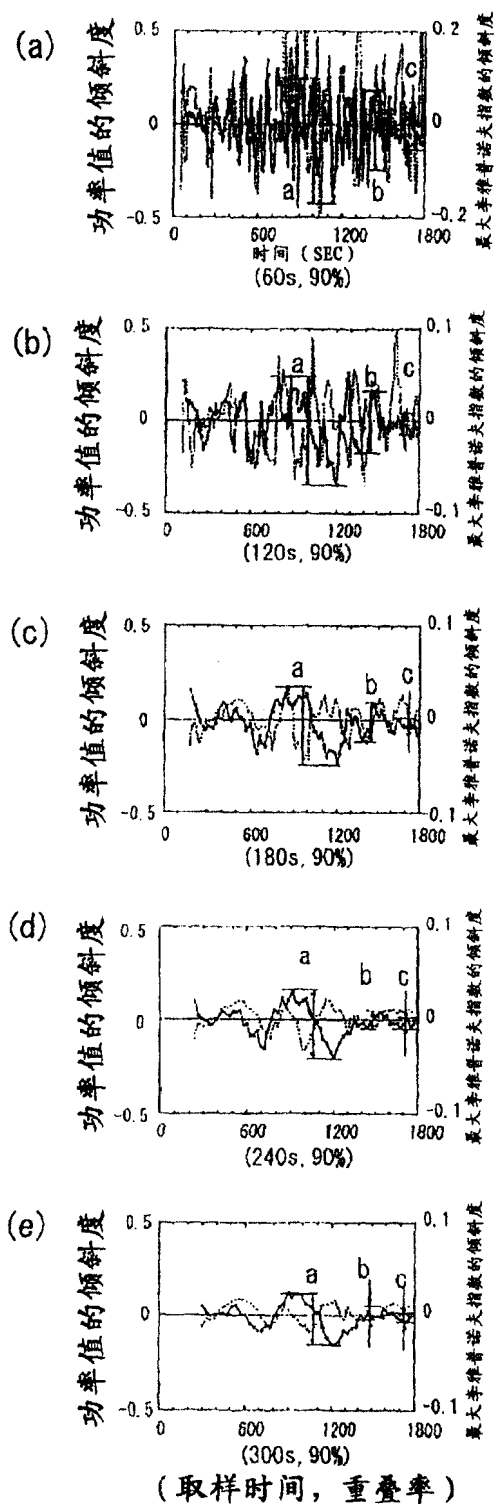 (a)
功率值的倾斜度
0.5
0
-0.5
0.2
0
-0.2
最大李雅普诺夫指数的倾斜度
a
b
c
0 600 1200 1800
时间(SEC)
(60s, 90%)
(b)
功率值的倾斜度
0.5
0
-0.5
0.1
0
-0.1
最大李雅普诺夫指数的倾斜度
a
b
c
0 600 1200 1800
(120s, 90%)
(c)
功率值的倾斜度
0.5
0
-0.5
0.1
0
0.1
最大李雅普诺夫指数的倾斜度
a
b
c
0 600 1200 1800
(180s, 90%)
(d)
功率值的倾斜度
0.5
0
-0.5
0.1
0
-0.1
最大李雅普诺夫指数的倾斜度
a
b
c
0 600 1200 1800
(240s, 90%)
(e)
功率值的倾斜度
0.5
0
-0.5
0.1
0
-0.1
最大李雅普诺夫指数的倾斜度
a
b
c
0 600 1200 1800
(300s, 90%)
(取样时间，重叠率)